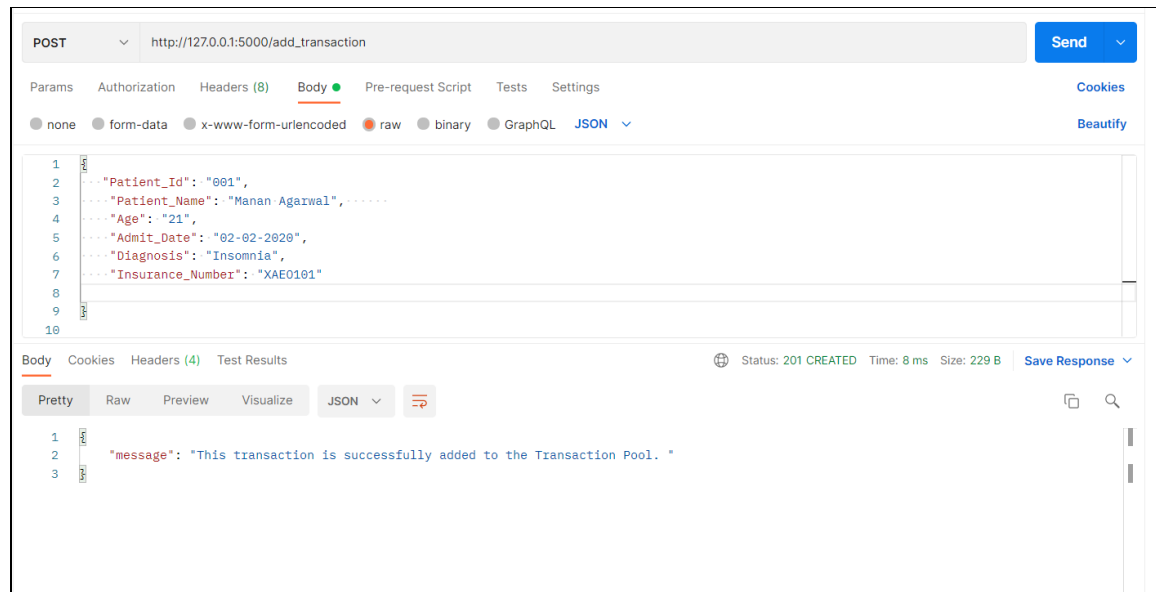 POST http://127.0.0.1:5000/add_transaction Send
Params Authorization Headers (8) Body Pre-request Script Tests Settings Cookies
none form-data x-www-form-urlencoded raw binary GraphQL JSON Beautify
1 {
2 "Patient_Id": "001",
3 "Patient_Name": "Manan Agarwal",
4 "Age": "21",
5 "Admit_Date": "02-02-2020",
6 "Diagnosis": "Insomnia",
7 "Insurance_Number": "XAEO101"
8
9 }
10
Body Cookies Headers (4) Test Results Status: 201 CREATED Time: 8 ms Size: 229 B Save Response
Pretty Raw Preview Visualize JSON
1 {
2 "message": "This transaction is successfully added to the Transaction Pool. "
3 }